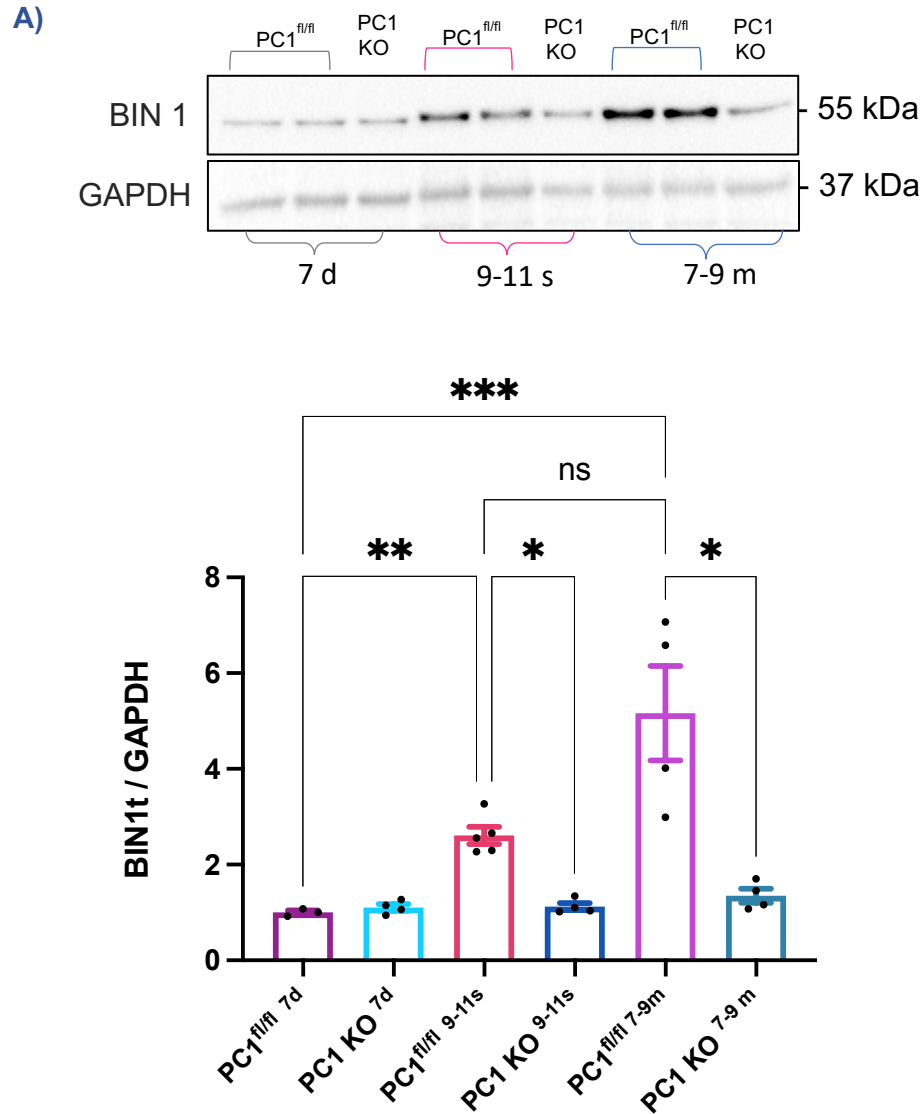 A)
PC1fl/fl PC1 KO PC1fl/fl PC1 KO PC1fl/fl PC1 KO
BIN 1 55 kDa
GAPDH 37 kDa
7 d 9-11 s 7-9 m
***
ns
** * *
BIN1t / GAPDH
8
6
4
2
0
PC1fl/fl 7d
PC1 KO 7d
PC1fl/fl 9-11s
PC1 KO 9-11s
PC1fl/fl 7-9m
PC1 KO 7-9 m